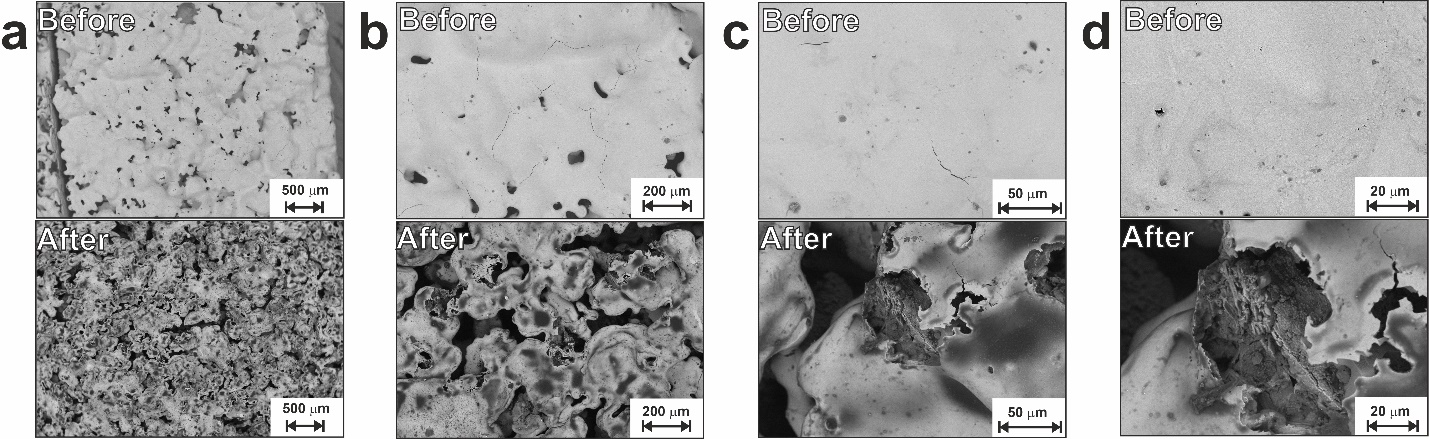 a
Before
500 μm
After
500 μm
b
Before
200 μm
After
200 μm
c
Before
50 μm
After
50 μm
d
Before
20 μm
After
20 μm